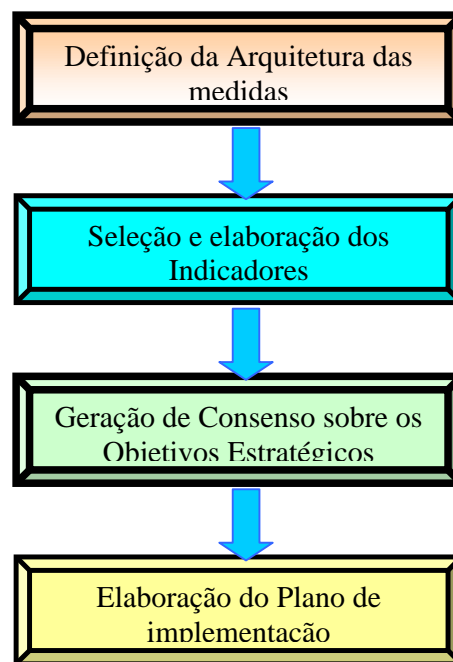 Definição da Arquitetura das
medidas
Seleção e elaboração dos
Indicadores
Geração de Consenso sobre os
Objetivos Estratégicos
Elaboração do Plano de
implementação